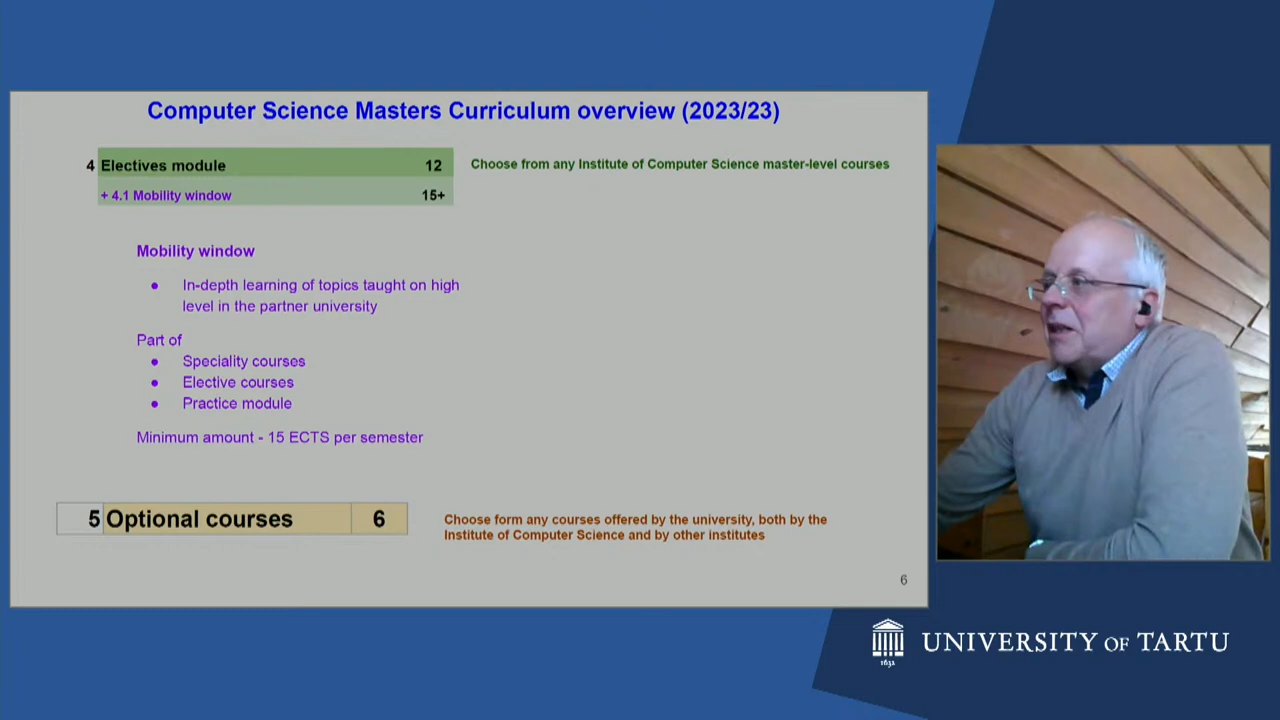 Computer Science Masters Curriculum overview (2023/23)
4 Electives module 12
Choose from any Institute of Computer Science master-level courses
+ 4.1 Mobility window 15+
Mobility window
● In-depth learning of topics taught on high
level in the partner university
Part of
● Speciality courses
● Elective courses
● Practice module
Minimum amount - 15 ECTS per semester
5 Optional courses 6
Choose form any courses offered by the university, both by the
Institute of Computer Science and by other institutes
6
UNIVERSITY OF TARTU
1632